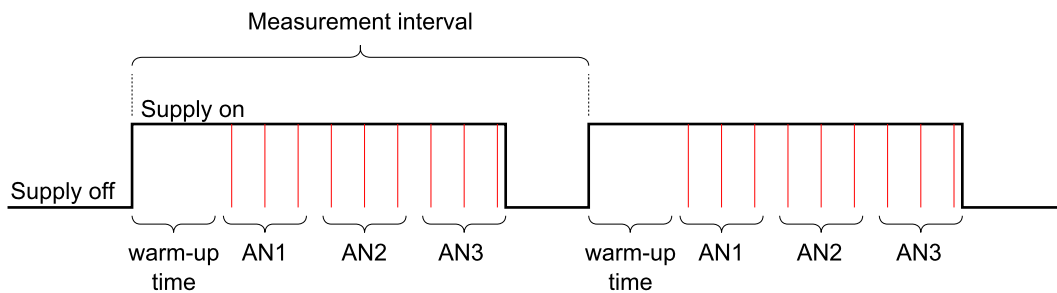 Measurement interval
Supply on
Supply off
warm-up
time
AN1
AN2
AN3
warm-up
time
AN1
AN2
AN3